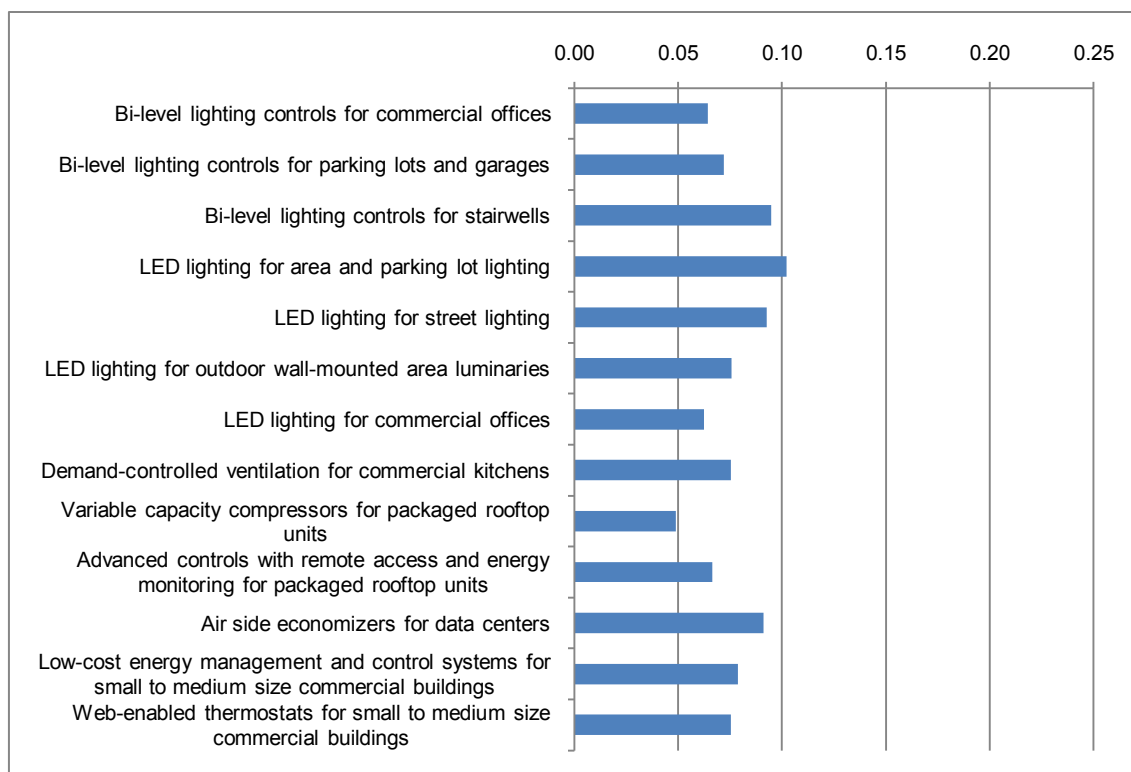 0.00 0.05 0.10 0.15 0.20 0.25
Bi-level lighting controls for commercial offices
Bi-level lighting controls for parking lots and garages
Bi-level lighting controls for stairwells
LED lighting for area and parking lot lighting
LED lighting for street lighting
LED lighting for outdoor wall-mounted area luminaries
LED lighting for commercial offices
Demand-controlled ventilation for commercial kitchens
Variable capacity compressors for packaged rooftop
units
Advanced controls with remote access and energy
monitoring for packaged rooftop units
Air side economizers for data centers
Low-cost energy management and control systems for
small to medium size commercial buildings
Web-enabled thermostats for small to medium size
commercial buildings